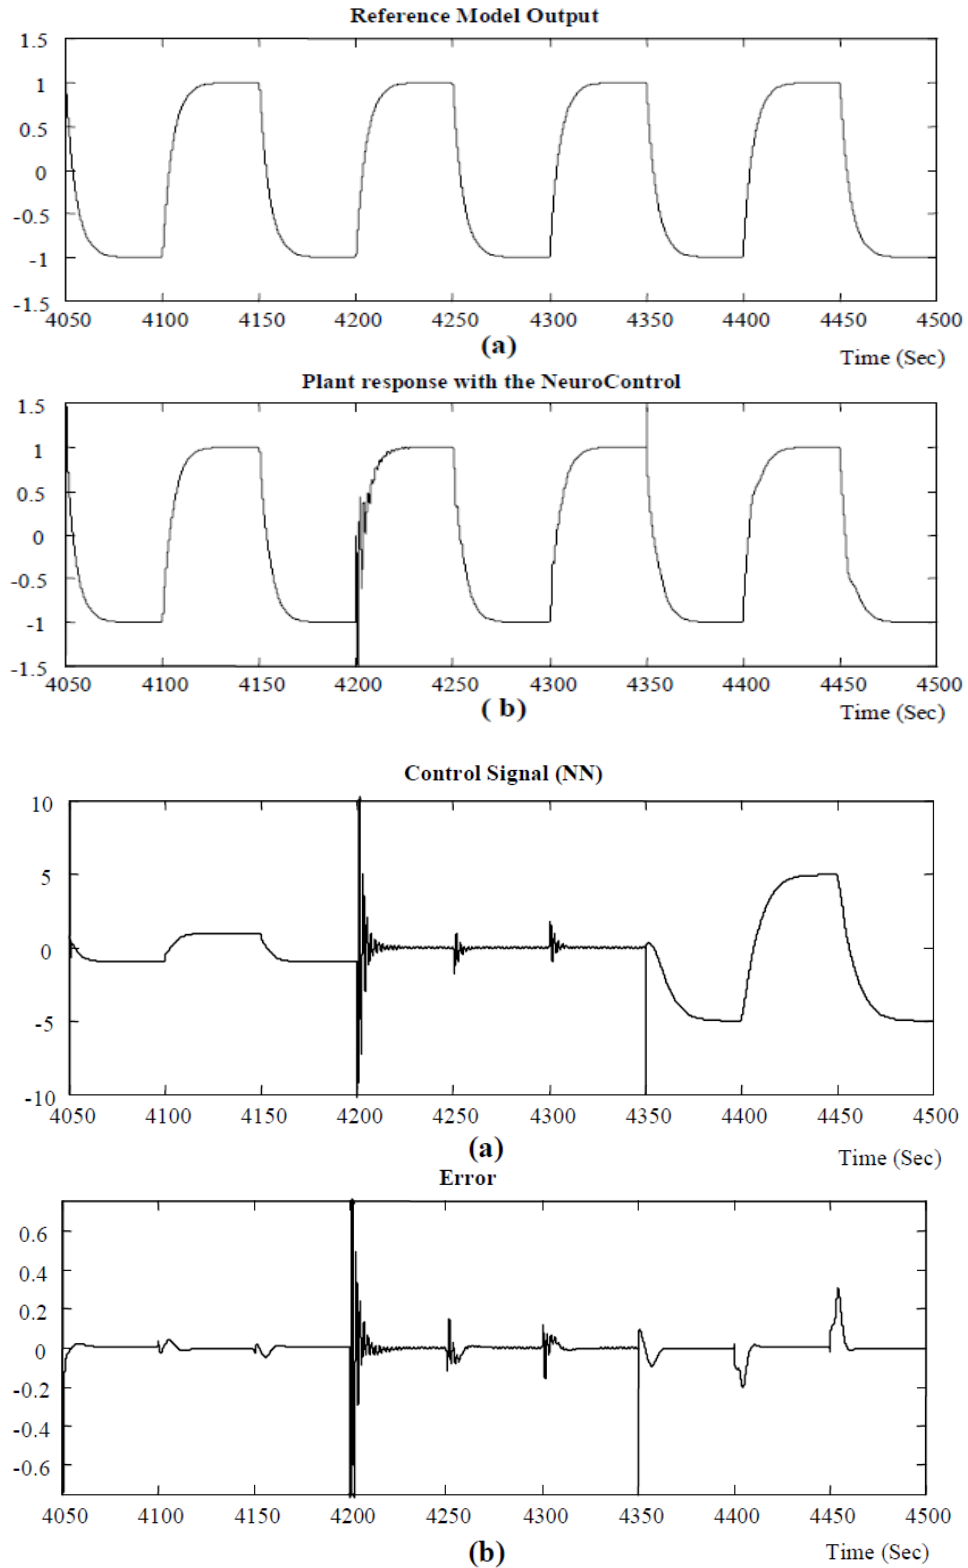 Reference Model Output
1.5
1
0.5
0
-0.5
-1
-1.5
4050 4100 4150 4200 4250 4300 4350 4400 4450 4500
(a)
Time (Sec)
Plant response with the NeuroControl
1.5
1
0.5
0
-0.5
-1
-1.5
4050 4100 4150 4200 4250 4300 4350 4400 4450 4500
( b)
Time (Sec)
Control Signal (NN)
10
5
0
-5
-10
4050 4100 4150 4200 4250 4300 4350 4400 4450 4500
(a)
Time (Sec)
Error
0.6
0.4
0.2
0
-0.2
-0.4
-0.6
4050 4100 4150 4200 4250 4300 4350 4400 4450 4500
(b)
Time (Sec)